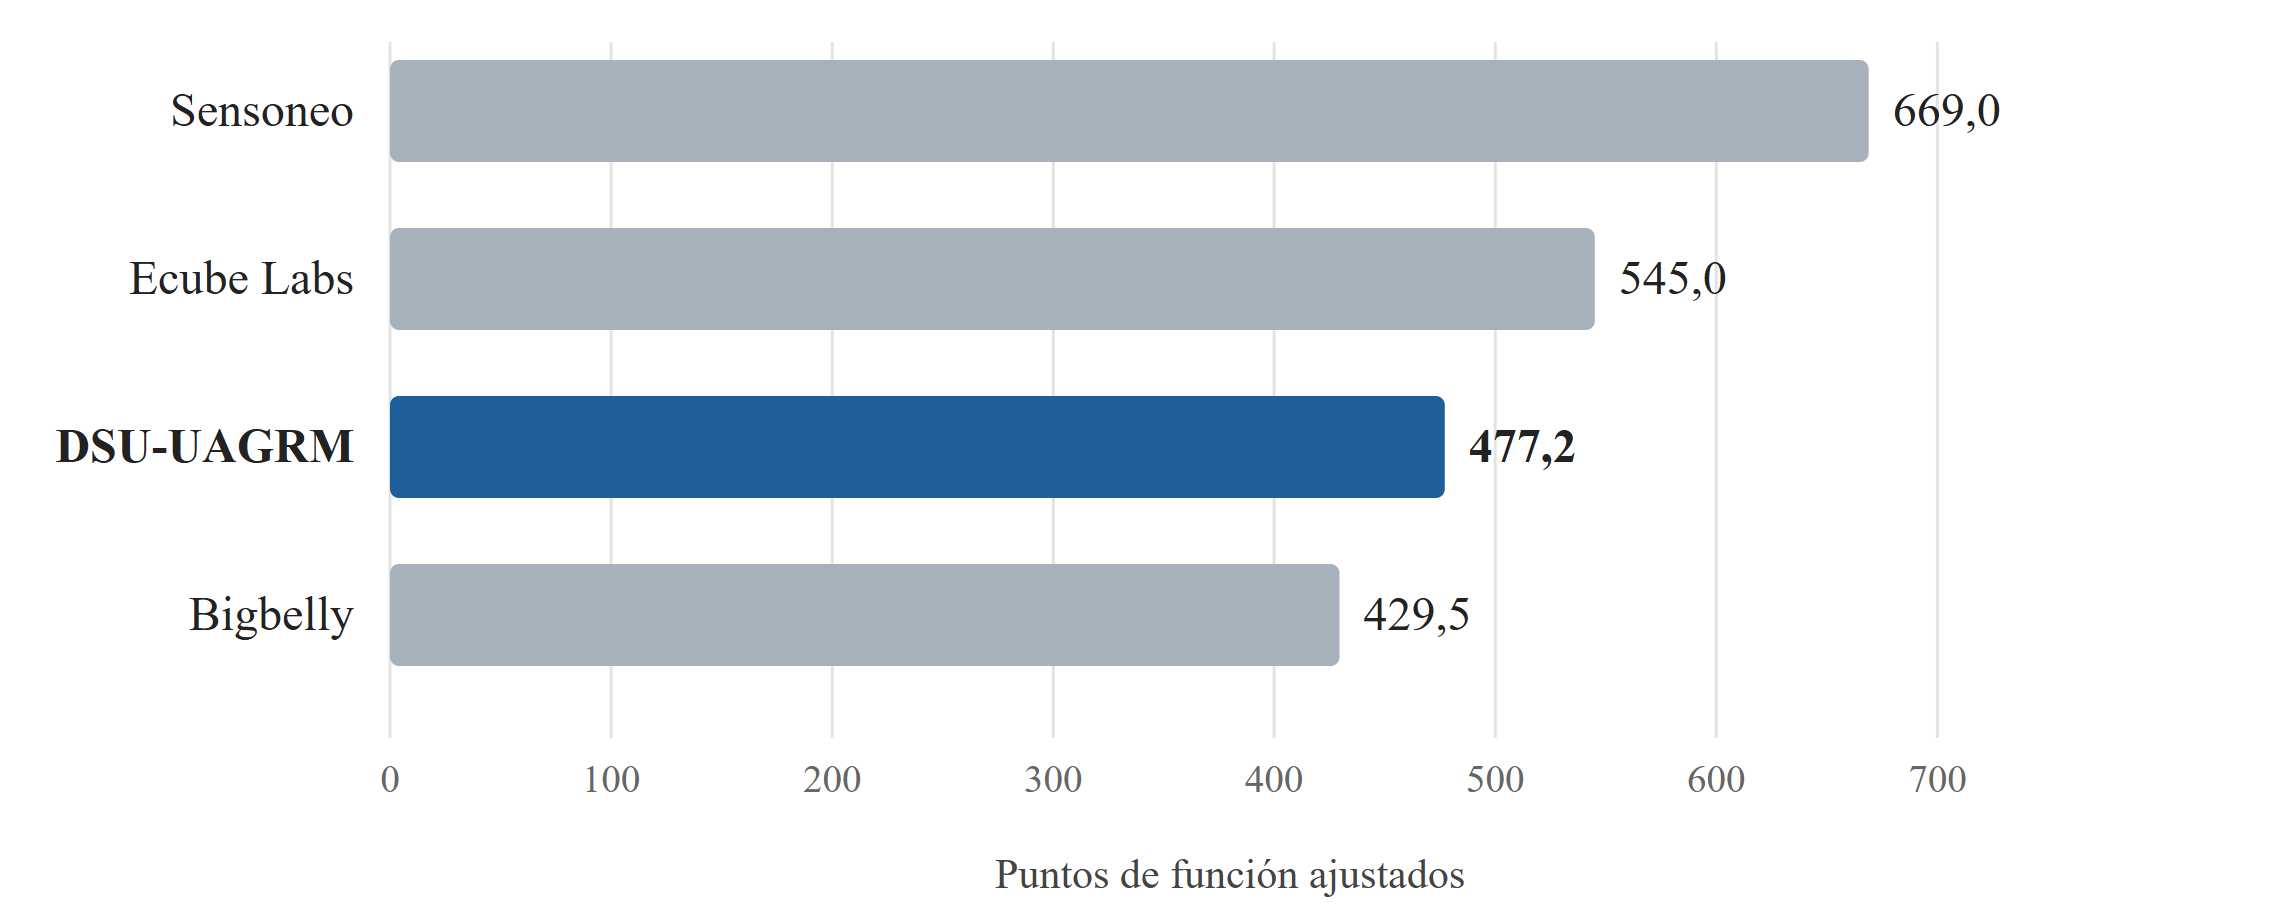 Sensoneo 669,0
Ecube Labs 545,0
DSU-UAGRM 477,2
Bigbelly 429,5
0 100 200 300 400 500 600 700
Puntos de función ajustados